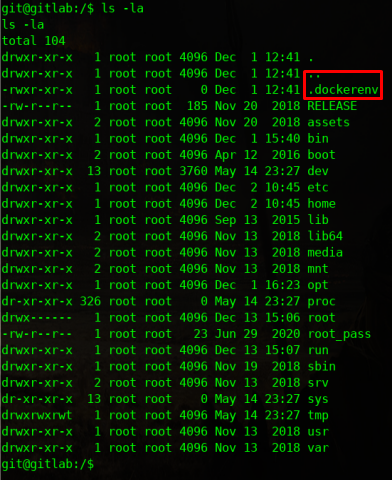 git@gitlab:/$ ls -la
ls -la
total 104
drwxr-xr-x   1 root root 4096 Dec  1 12:41 .
drwxr-xr-x   1 root root 4096 Dec  1 12:41 ..
-rwxr-xr-x   1 root root    0 Dec  1 12:41 .dockerenv
-rw-r--r--   1 root root  185 Nov 20  2018 RELEASE
drwxr-xr-x   2 root root 4096 Nov 20  2018 assets
drwxr-xr-x   1 root root 4096 Dec  1 15:40 bin
drwxr-xr-x   2 root root 4096 Apr 12  2016 boot
drwxr-xr-x  13 root root 3760 May 14 23:27 dev
drwxr-xr-x   1 root root 4096 Dec  2 10:45 etc
drwxr-xr-x   1 root root 4096 Dec  2 10:45 home
drwxr-xr-x   1 root root 4096 Sep 13  2015 lib
drwxr-xr-x   2 root root 4096 Nov 13  2018 lib64
drwxr-xr-x   2 root root 4096 Nov 13  2018 media
drwxr-xr-x   2 root root 4096 Nov 13  2018 mnt
drwxr-xr-x   1 root root 4096 Dec  1 16:23 opt
dr-xr-xr-x 326 root root    0 May 14 23:27 proc
drwx------   1 root root 4096 Dec 13 15:06 root
-rw-r--r--   1 root root   23 Jun 29  2020 root_pass
drwxr-xr-x   1 root root 4096 Dec 13 15:07 run
drwxr-xr-x   1 root root 4096 Nov 19  2018 sbin
drwxr-xr-x   2 root root 4096 Nov 13  2018 srv
dr-xr-xr-x  13 root root    0 May 14 23:27 sys
drwxrwxrwt   1 root root 4096 May 14 23:27 tmp
drwxr-xr-x   1 root root 4096 Nov 13  2018 usr
drwxr-xr-x   1 root root 4096 Nov 13  2018 var
git@gitlab:/$